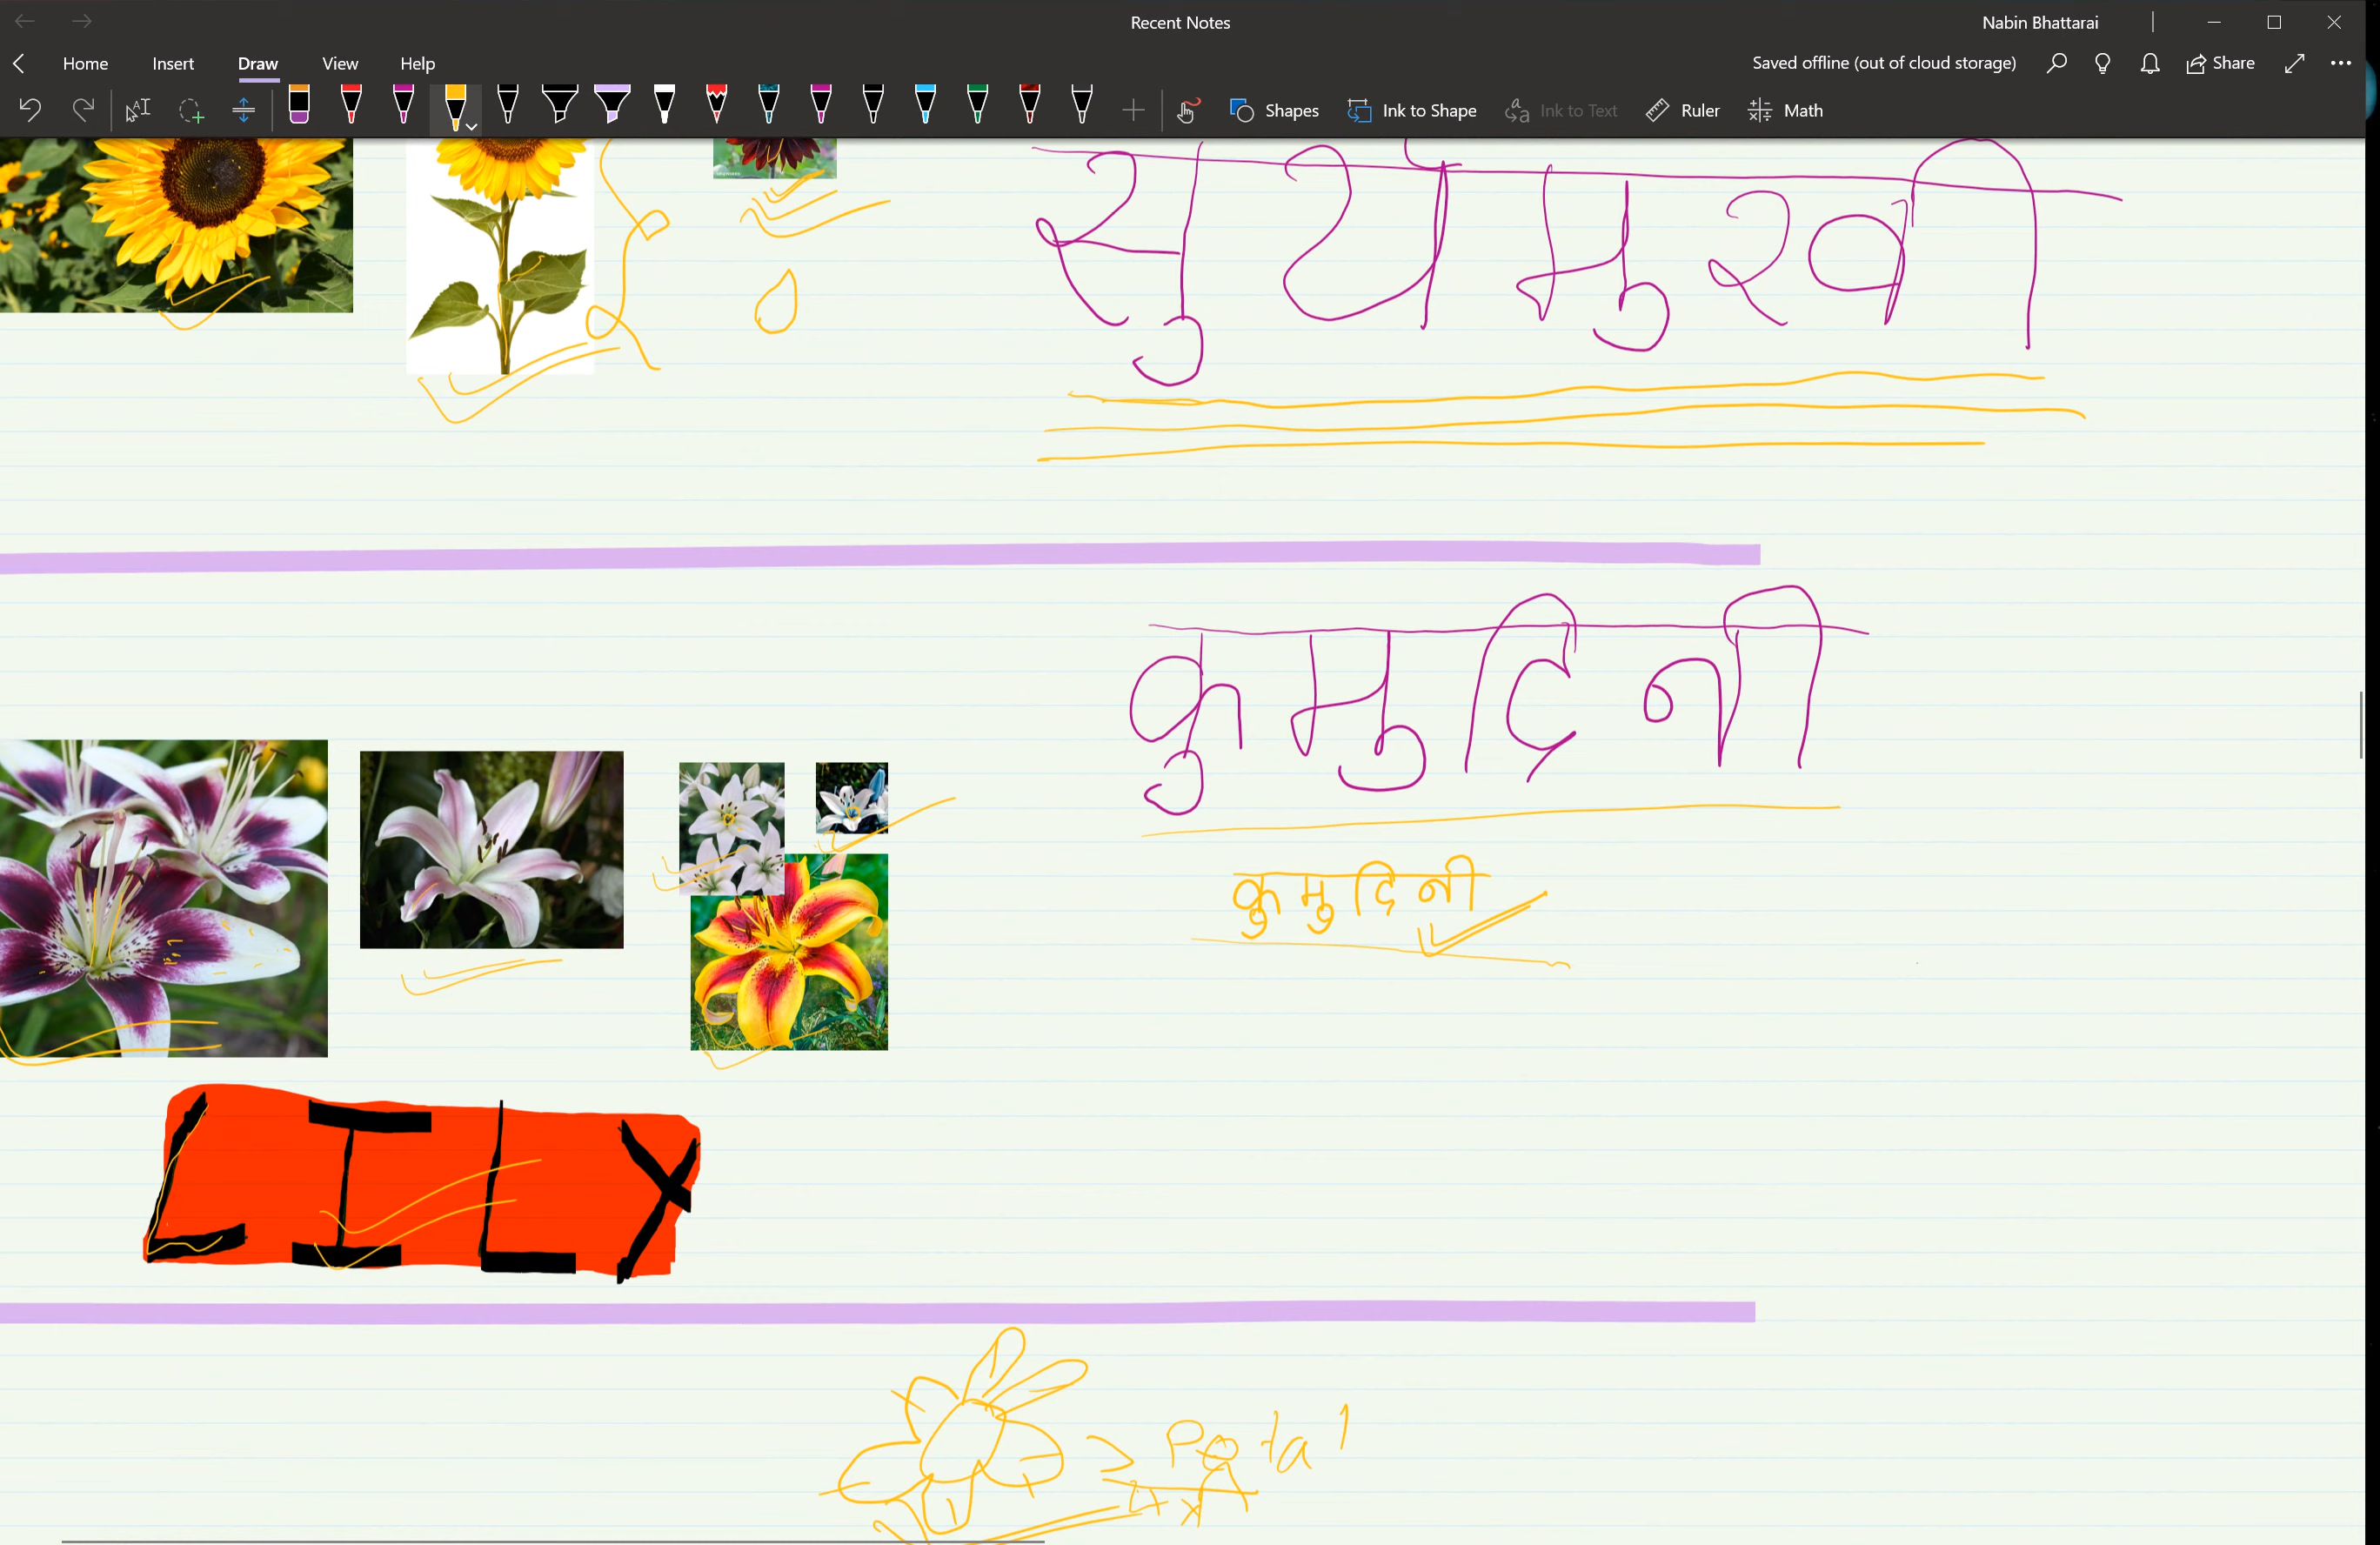 Recent Notes
Nabin Bhattarai
Home Insert Draw View Help
Saved offline (out of cloud storage)
Share
Shapes
Ink to Shape
Ink to Text
Ruler
Math
सुर्यमुखी
कुमुदिनी
कुमुदिनी
LILY
Petal